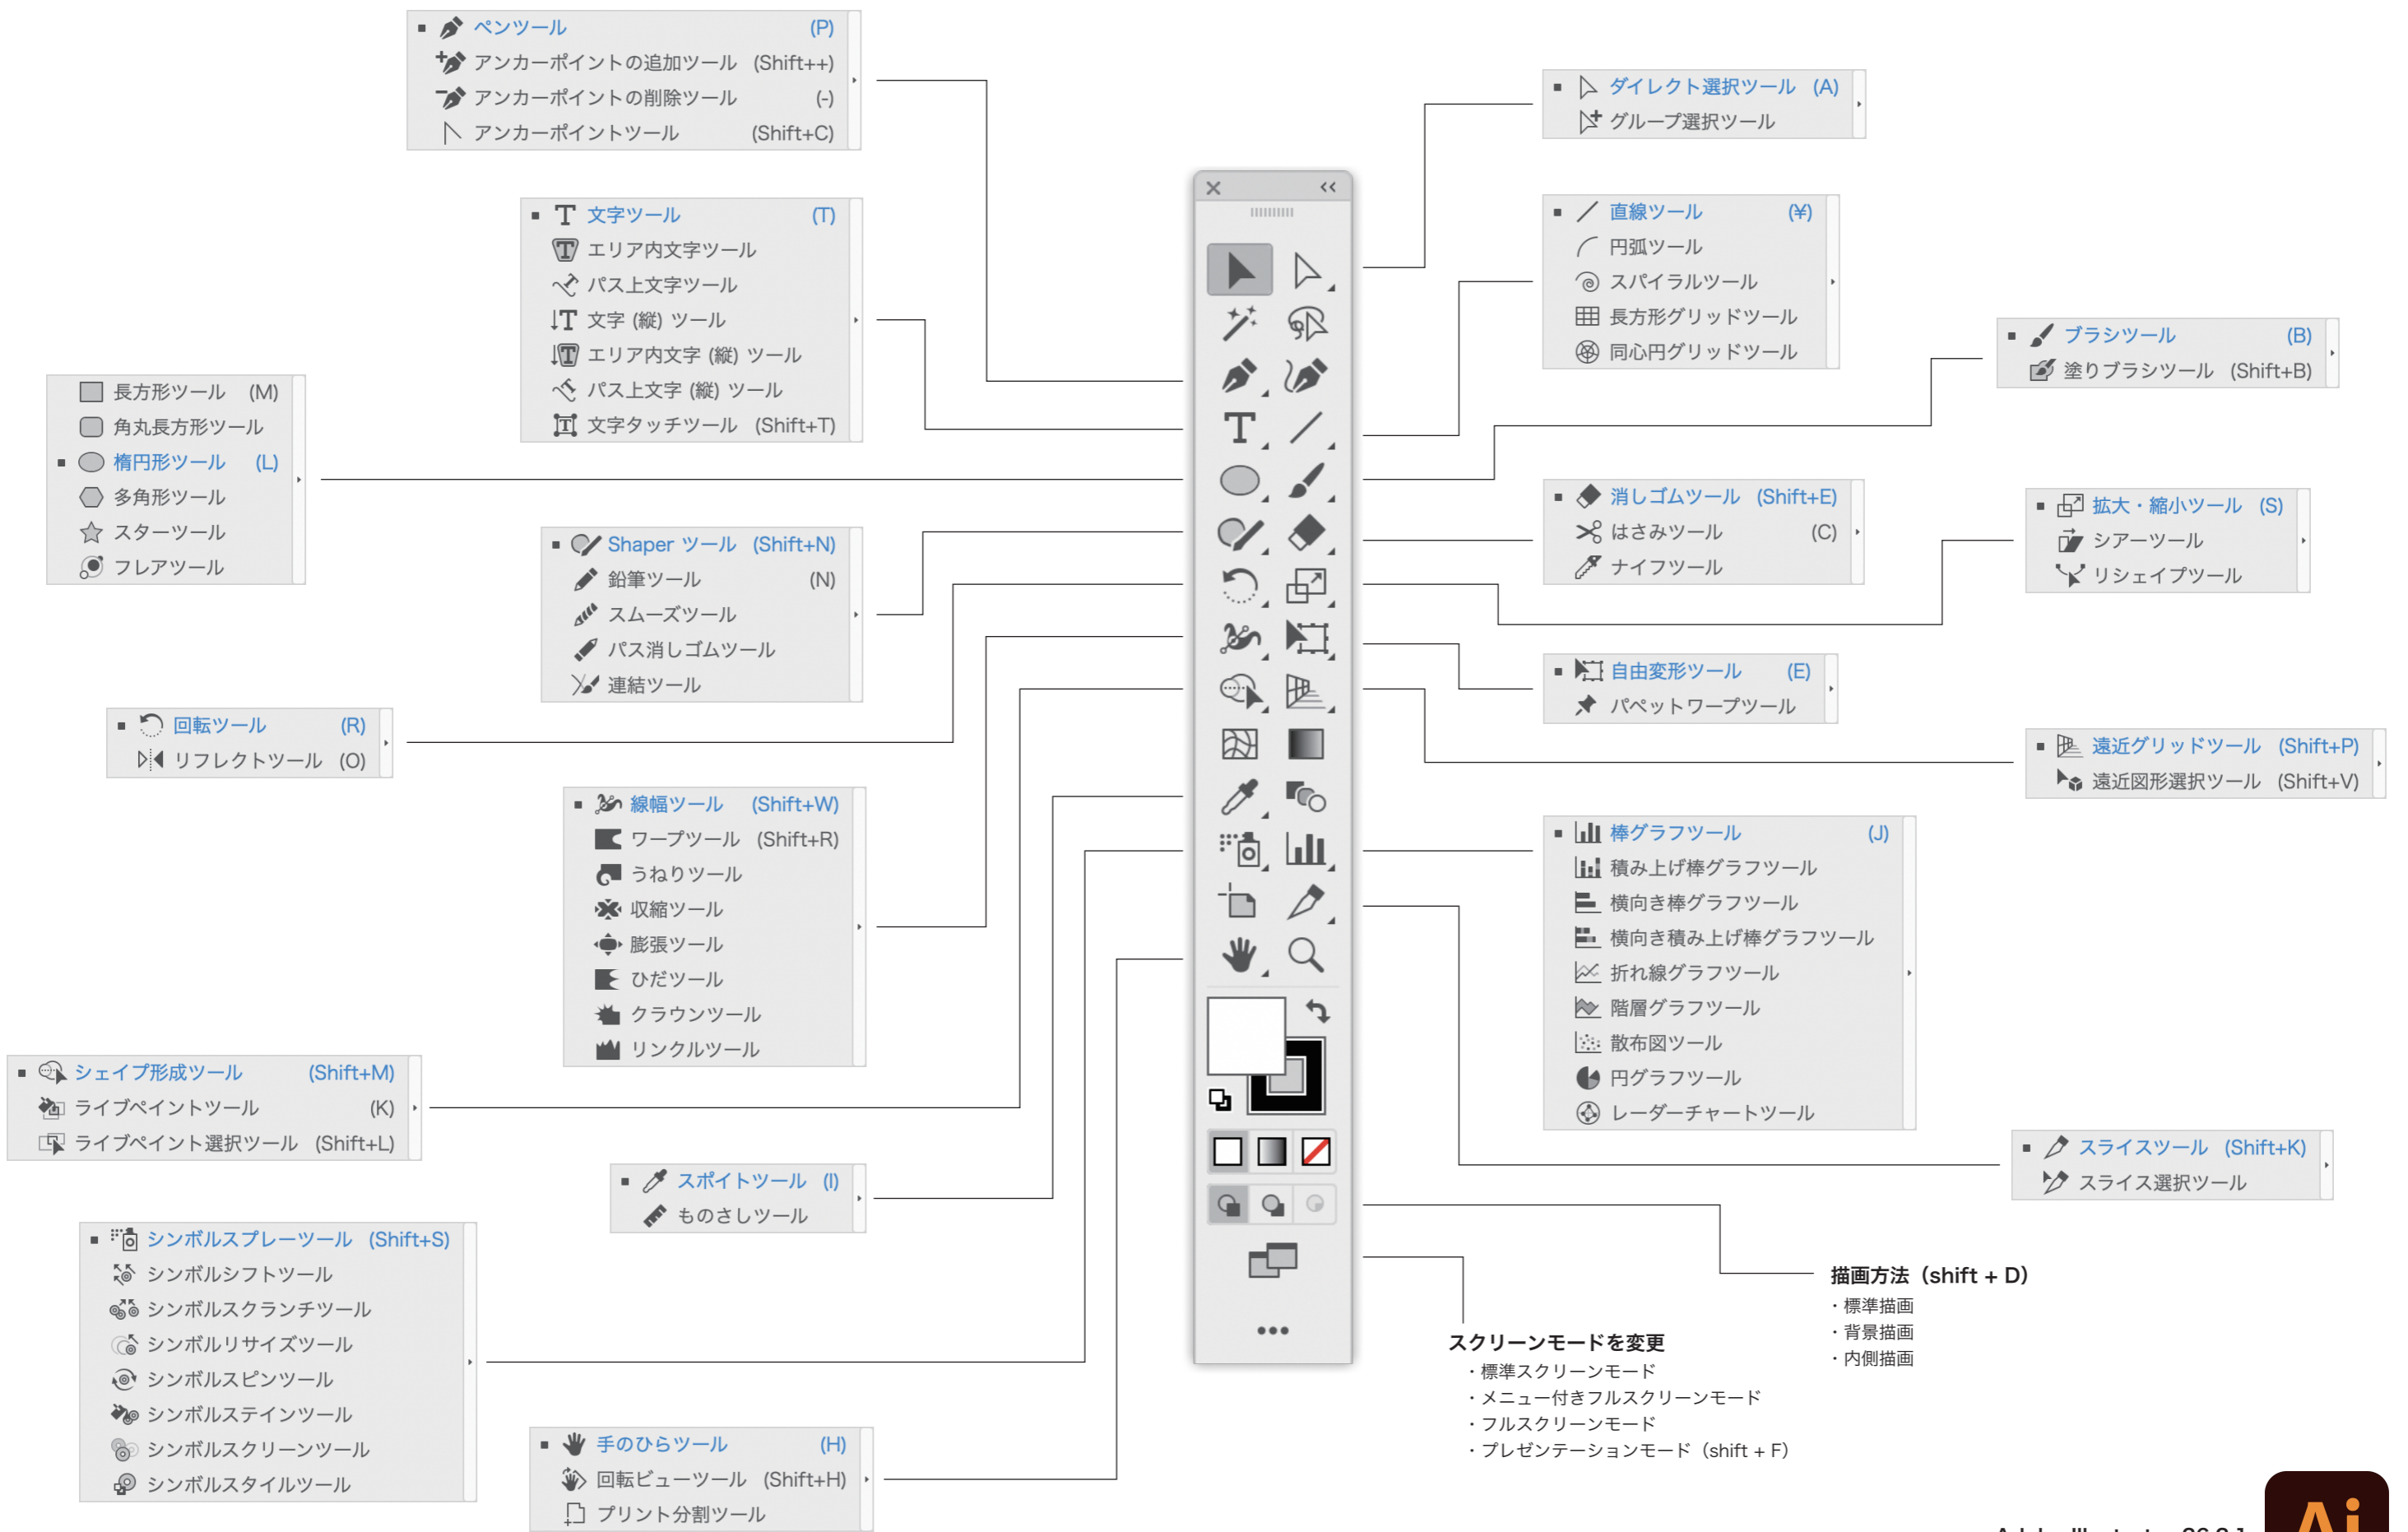 ペンツール (P)
アンカーポイントの追加ツール (Shift++)
アンカーポイントの削除ツール (-)
アンカーポイントツール (Shift+C)
文字ツール (T)
エリア内文字ツール
パス上文字ツール
文字 (縦) ツール
エリア内文字 (縦) ツール
パス上文字 (縦) ツール
文字タッチツール (Shift+T)
長方形ツール (M)
角丸長方形ツール
楕円形ツール (L)
多角形ツール
スターツール
フレアツール
Shaper ツール (Shift+N)
鉛筆ツール (N)
スムーズツール
パス消しゴムツール
連結ツール
回転ツール (R)
リフレクトツール (O)
線幅ツール (Shift+W)
ワープツール (Shift+R)
うねりツール
収縮ツール
膨張ツール
ひだツール
クラウンツール
リンクルツール
シェイプ形成ツール (Shift+M)
ライブペイントツール (K)
ライブペイント選択ツール (Shift+L)
スポイトツール (I)
ものさしツール
シンボルスプレーツール (Shift+S)
シンボルシフトツール
シンボルスクランチツール
シンボルリサイズツール
シンボルスピンツール
シンボルステインツール
シンボルスクリーンツール
シンボルスタイルツール
手のひらツール (H)
回転ビューツール (Shift+H)
プリント分割ツール
ダイレクト選択ツール (A)
グループ選択ツール
直線ツール (¥)
円弧ツール
スパイラルツール
長方形グリッドツール
同心円グリッドツール
ブラシツール (B)
塗りブラシツール (Shift+B)
消しゴムツール (Shift+E)
はさみツール (C)
ナイフツール
拡大・縮小ツール (S)
シアーツール
リシェイプツール
自由変形ツール (E)
パペットワープツール
遠近グリッドツール (Shift+P)
遠近図形選択ツール (Shift+V)
棒グラフツール (J)
積み上げ棒グラフツール
横向き棒グラフツール
横向き積み上げ棒グラフツール
折れ線グラフツール
階層グラフツール
散布図ツール
円グラフツール
レーダーチャートツール
スライスツール (Shift+K)
スライス選択ツール
描画方法（shift + D）
・標準描画
・背景描画
・内側描画
スクリーンモードを変更
・標準スクリーンモード
・メニュー付きフルスクリーンモード
・フルスクリーンモード
・プレゼンテーションモード（shift + F）
Ai